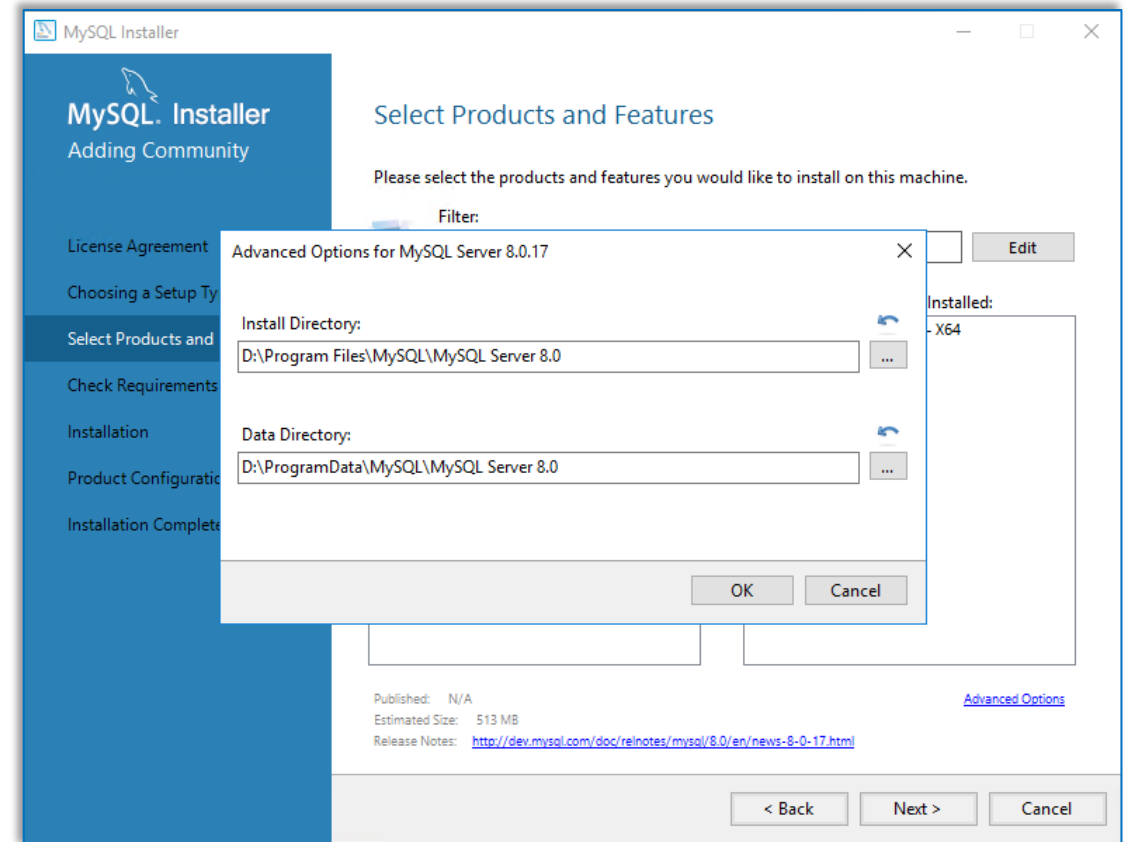 MySQL Installer
MySQL. Installer
Adding Community
License Agreement
Choosing a Setup Ty
Select Products and
Check Requirements
Installation
Product Configuratio
Installation Complete
Select Products and Features
Please select the products and features you would like to install on this machine.
Filter:
Edit
Installed:
- X64
Advanced Options for MySQL Server 8.0.17
Install Directory:
D:\Program Files\MySQL\MySQL Server 8.0
...
Data Directory:
D:\ProgramData\MySQL\MySQL Server 8.0
...
OK
Cancel
Published: N/A
Advanced Options
Estimated Size: 513 MB
Release Notes: http://dev.mysql.com/doc/relnotes/mysql/8.0/en/news-8-0-17.html
< Back
Next >
Cancel